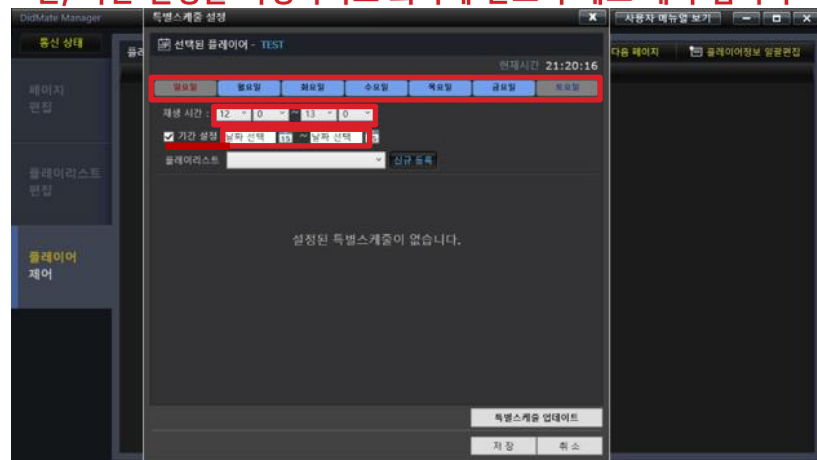 DidMate Manager
특별스케줄 설정
X
사용자 매뉴얼 보기
통신 상태
선택된 플레이어 - TEST
다음 페이지
플레이어정보 일괄편집
현재시간 21:20:16
일요일 월요일 화요일 수요일 목요일 금요일 토요일
페이지
편집
재생 시간 : 12 0 ~ 13 0
기간 설정 날짜 선택 15 ~ 날짜 선택
플레이리스트 신규 등록
플레이리스트
편집
설정된 특별스케줄이 없습니다.
플레이어
제어
특별스케줄 업데이트
저 장 취 소